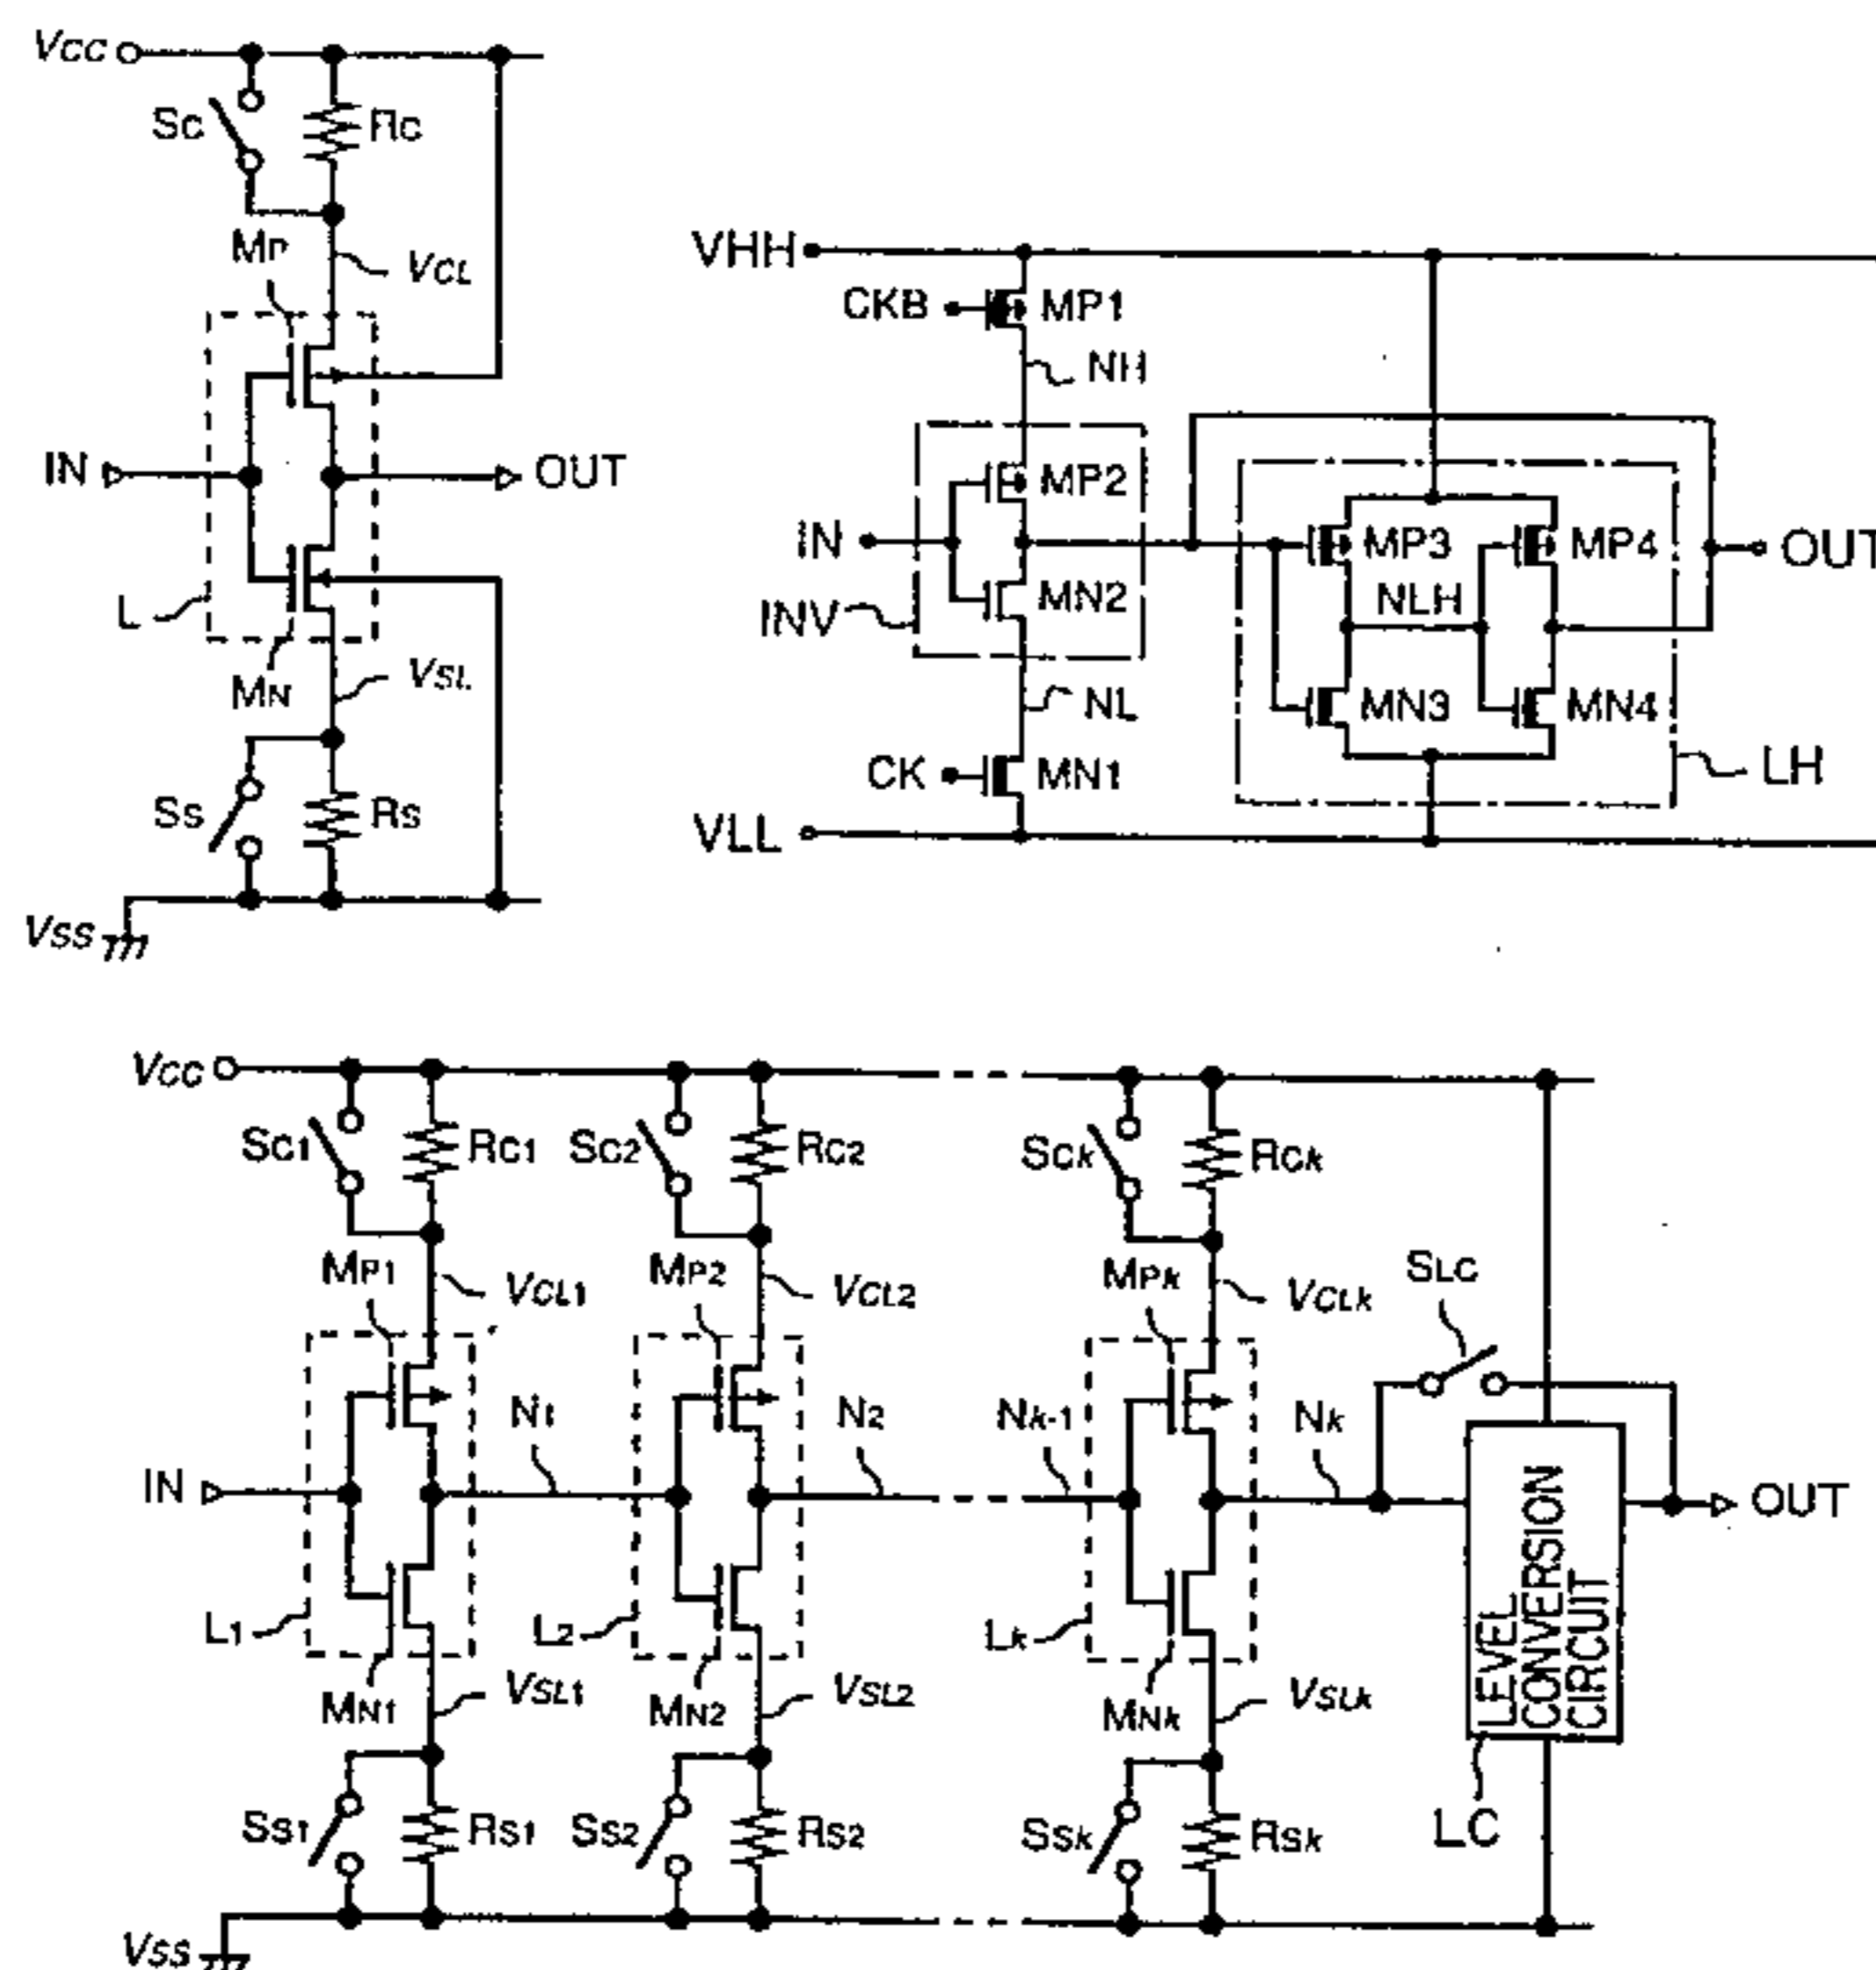 VCC
SC
RC
MP
VCL
IN
OUT
L
MN
VSL
SS
RS
VSS
VHH
CKB
MP1
NH
MP2
IN
MN2
INV
NL
CK
MN1
VLL
MP3
MP4
NLH
MN3
MN4
OUT
LH
VCC
SC1
RC1
SC2
RC2
SCk
RCk
MP1
VCL1
MP2
VCL2
MPk
VCLk
SLC
IN
N1
N2
Nk-1
Nk
OUT
L1
L2
Lk
LEVEL
CONVERSION
CIRCUIT
MN1
VSL1
MN2
VSL2
MNk
VSLk
SS1
RS1
SS2
RS2
SSk
RSk
LC
VSS